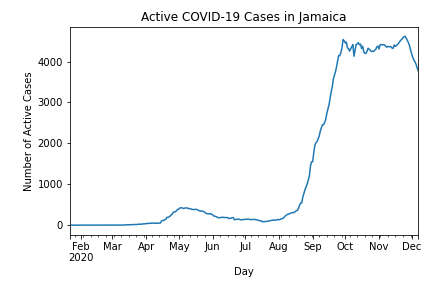 Active COVID-19 Cases in Jamaica
Number of Active Cases
4000
3000
2000
1000
0
Feb Mar Apr May Jun Jul Aug Sep Oct Nov Dec
2020
Day